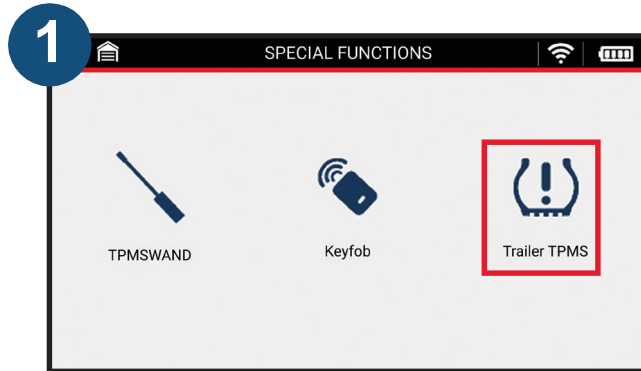 1
SPECIAL FUNCTIONS
TPMSWAND
Keyfob
Trailer TPMS